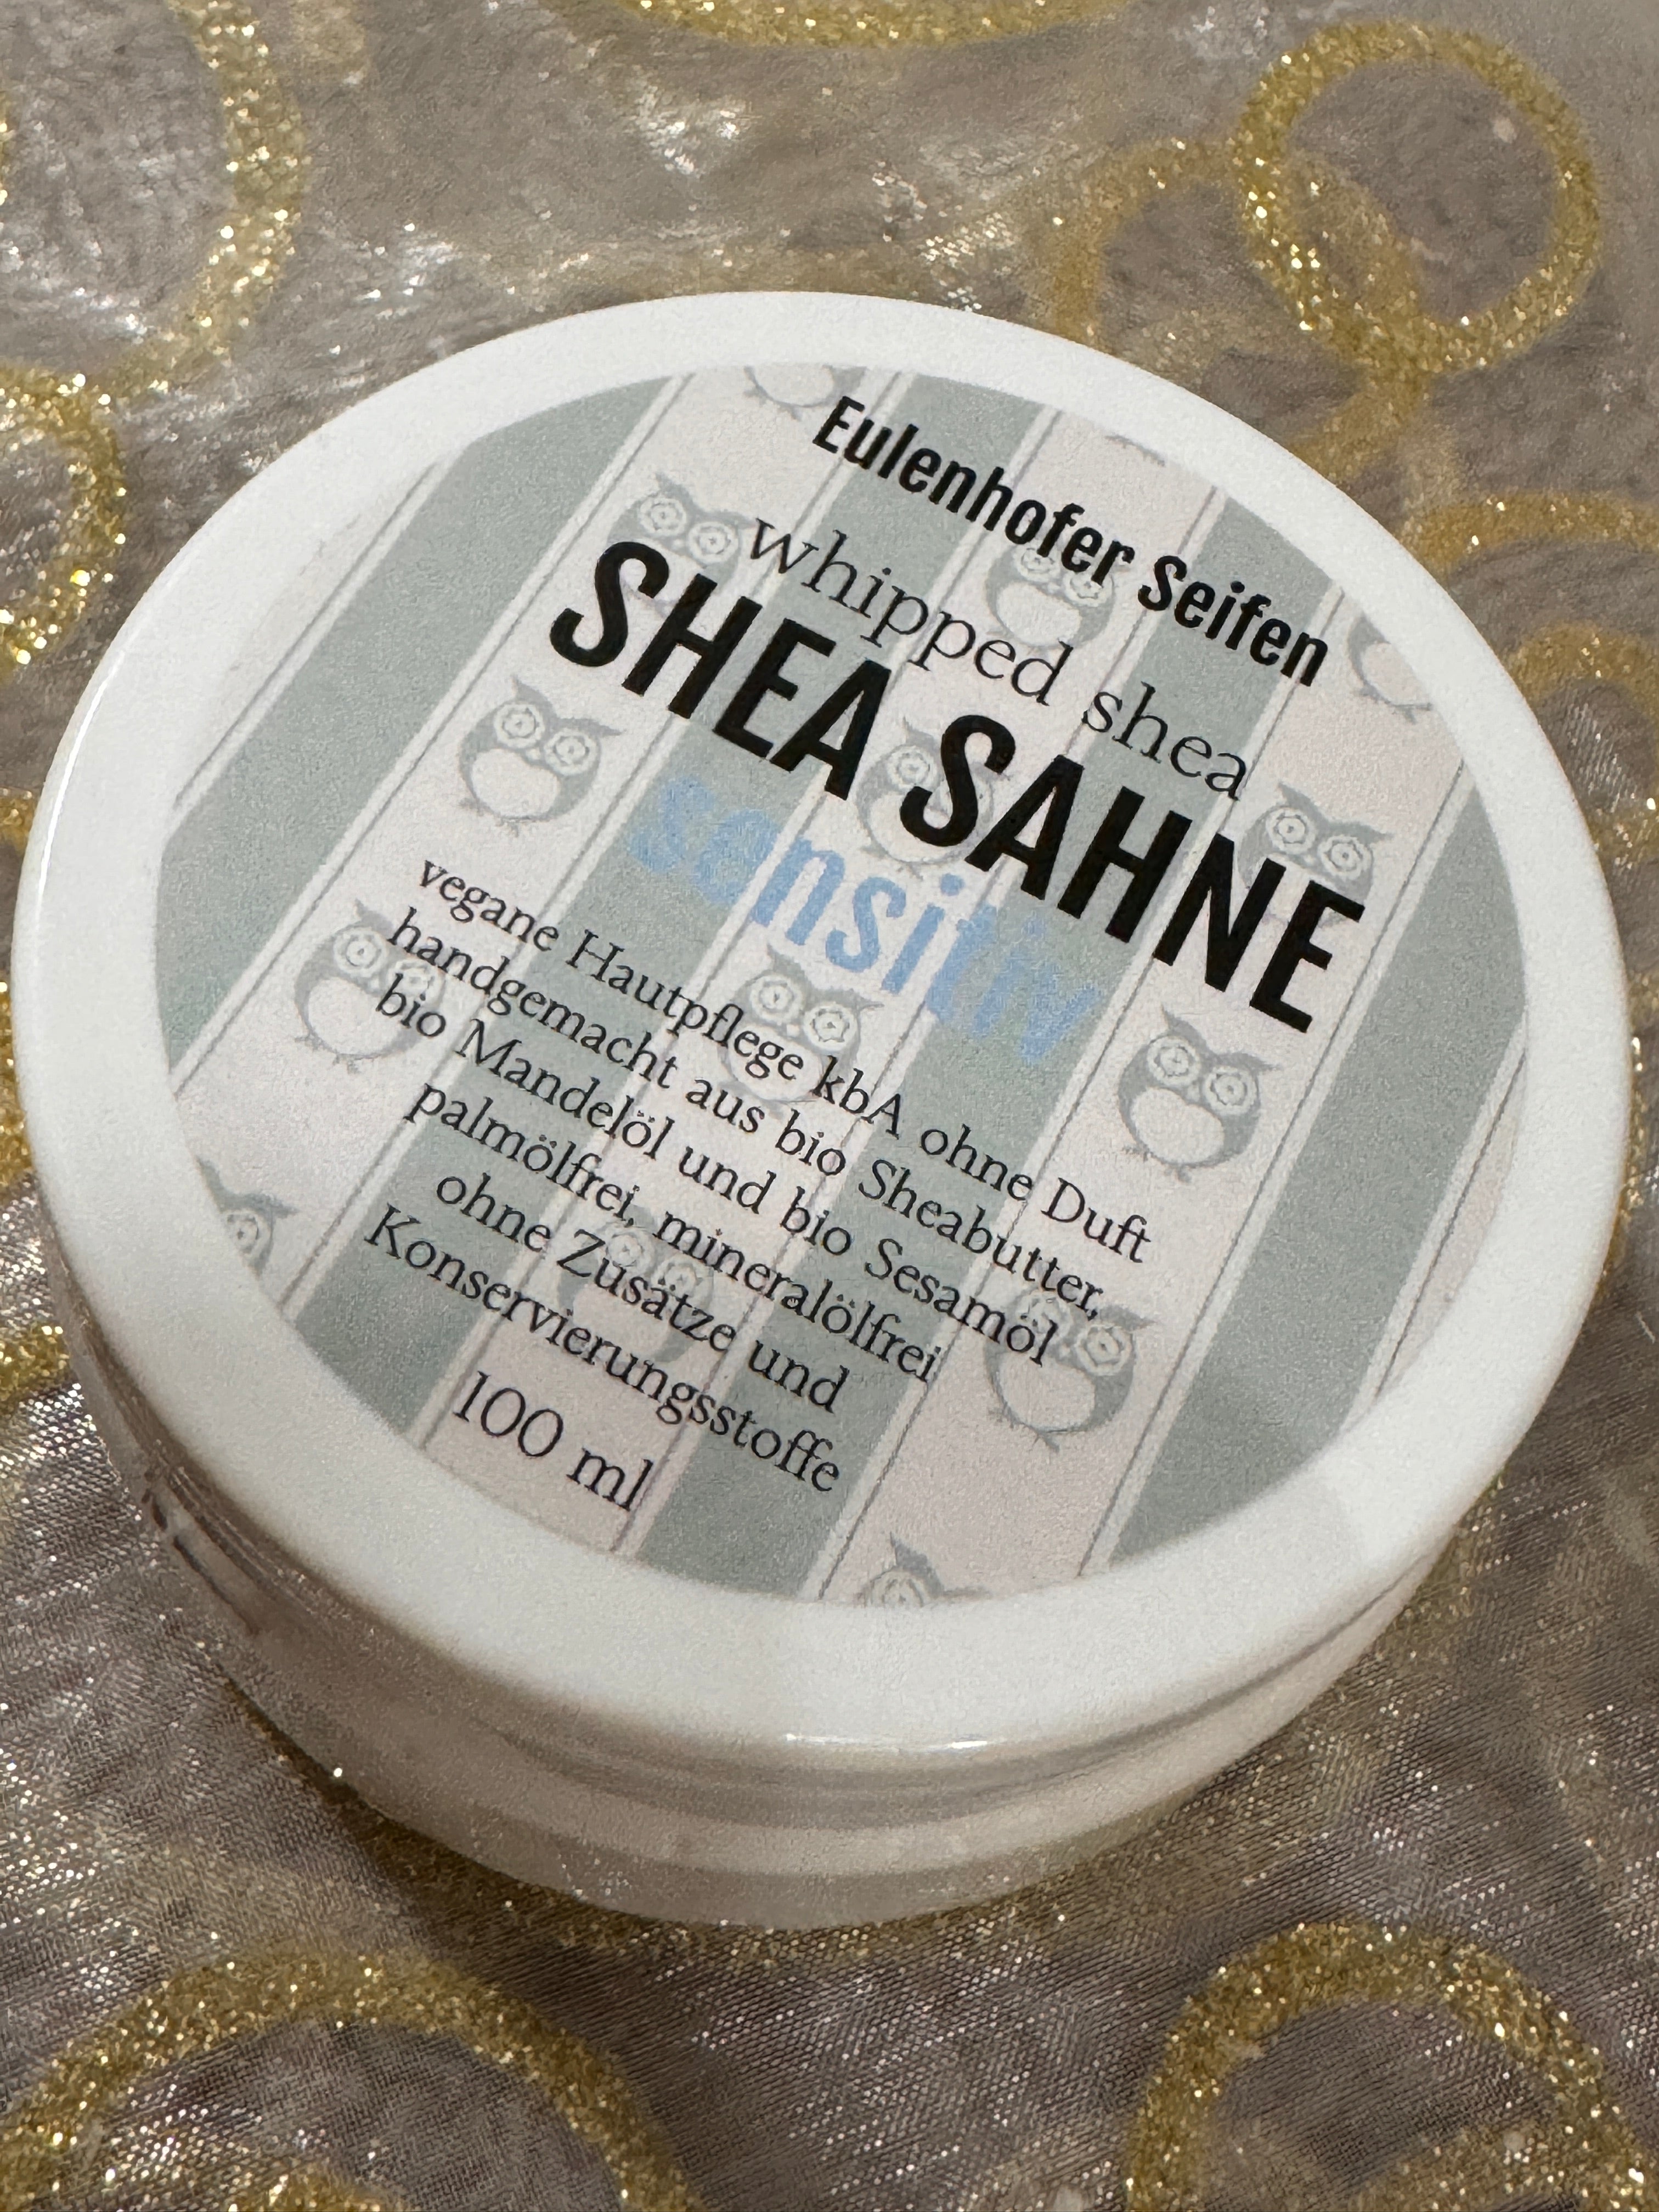 Eulenhofer Seifen
whipped shea
SHEA SAHNE
sensitiv
vegane Hautpflege kbA ohne Duft
handgemacht aus bio Sheabutter,
bio Mandelöl und bio Sesamöl
palmölfrei, mineralölfrei
ohne Zusätze und
Konservierungsstoffe
100 ml